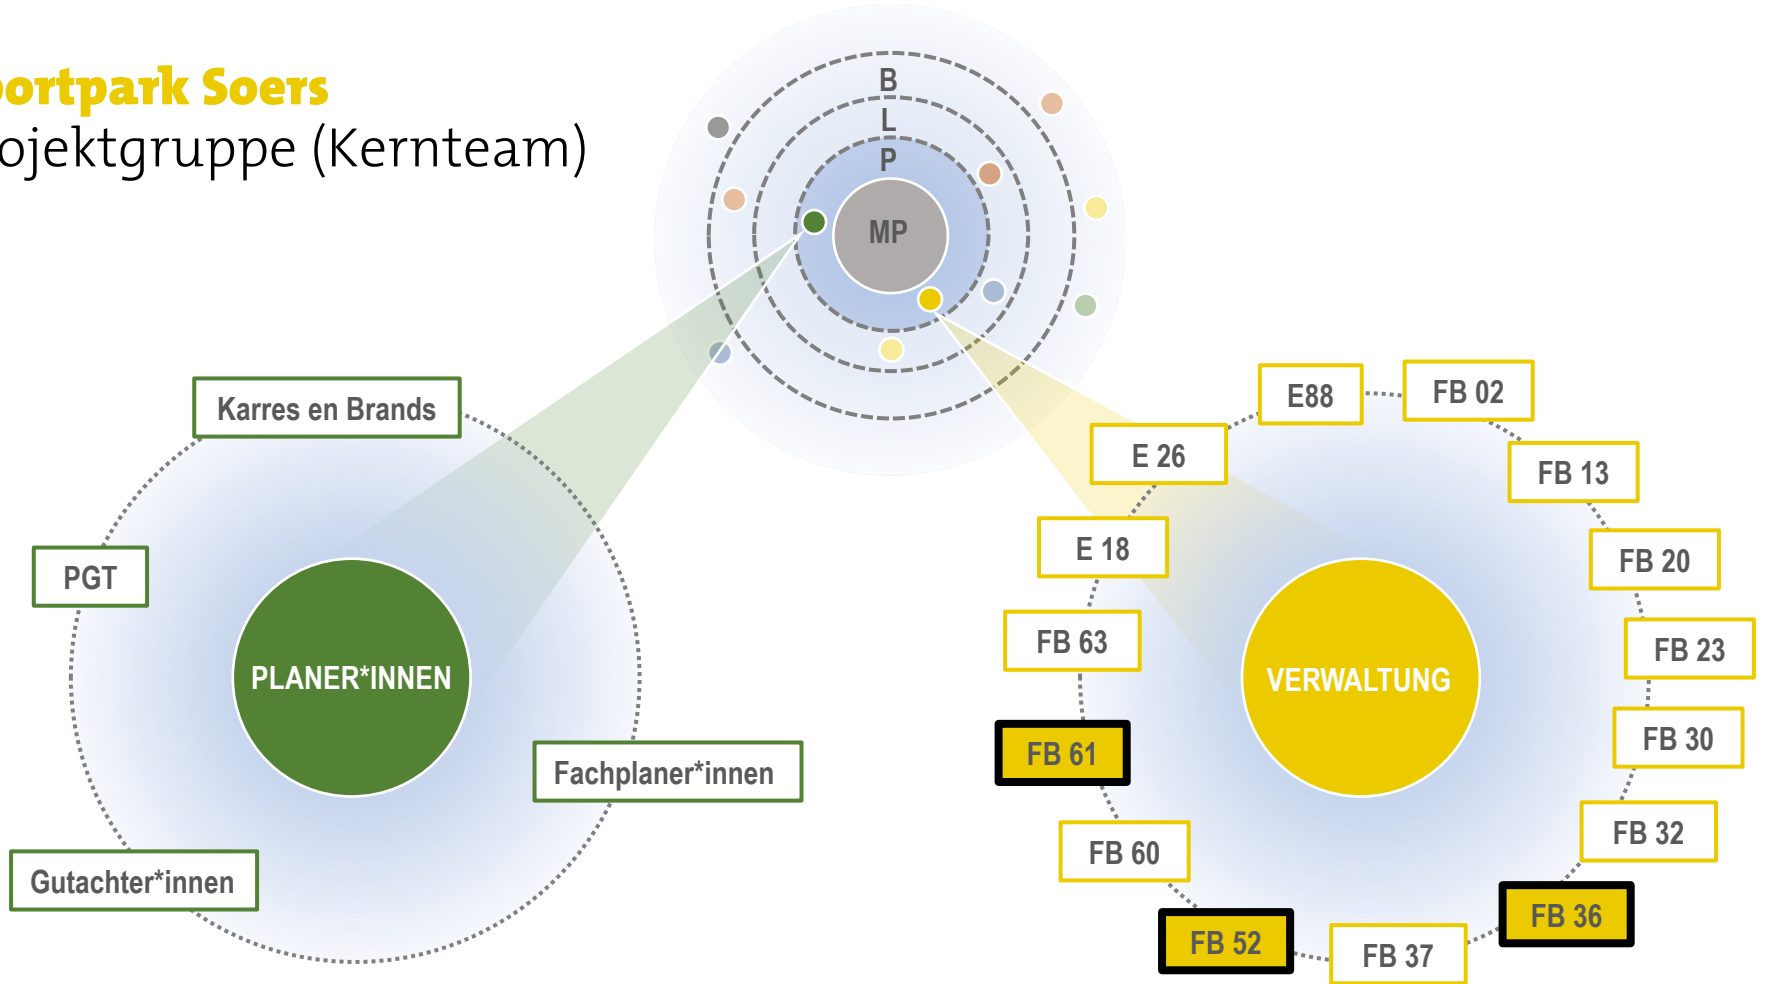 portpark Soers
ojektgruppe (Kernteam)
B
L
P
MP
Karres en Brands
PGT
PLANER*INNEN
Fachplaner*innen
Gutachter*innen
E88
FB 02
E 26
FB 13
E 18
FB 20
FB 63
FB 23
VERWALTUNG
FB 61
FB 30
FB 60
FB 32
FB 52
FB 36
FB 37